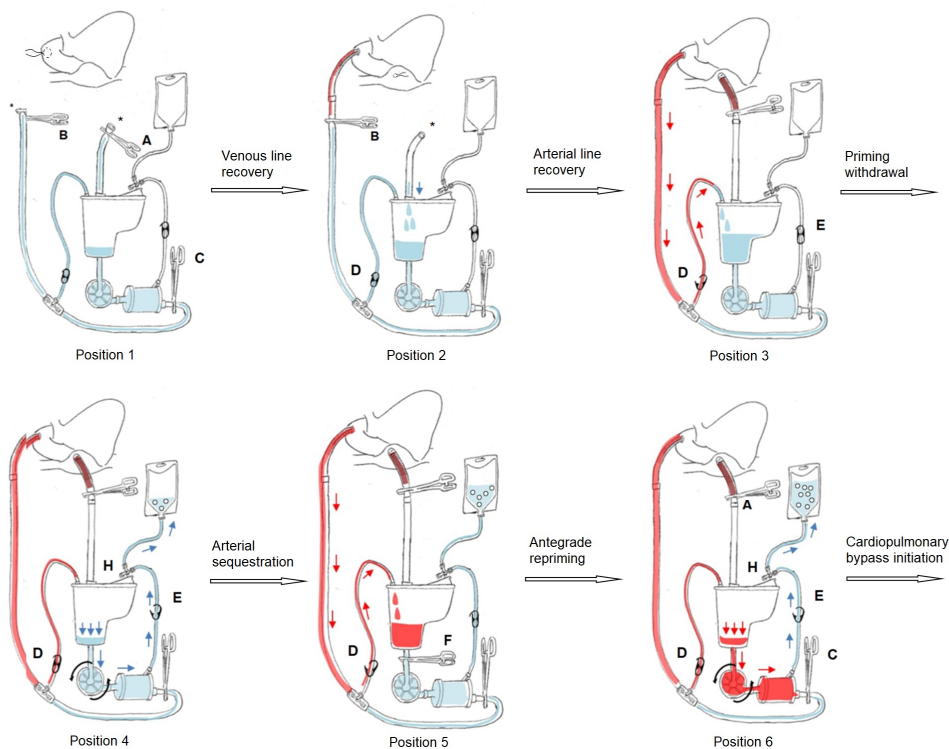 *
B
A
*
C
Position 1
Venous line
recovery
B
*
D
Position 2
Arterial line
recovery
D
E
Position 3
Priming
withdrawal
H
E
D
Position 4
Arterial
sequestration
D
F
Position 5
Antegrade
repriming
A
H
E
D
C
Position 6
Cardiopulmonary
bypass initiation